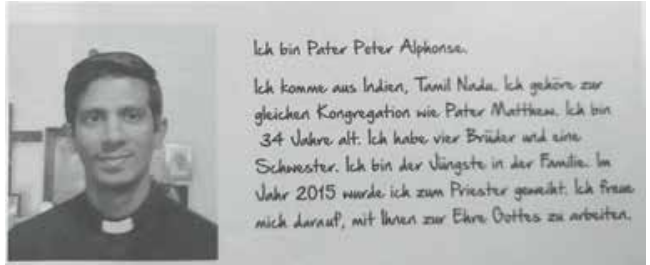 Ich bin Pater Peter Alphonse.
Ich komme aus Indien, Tamil Nadu. Ich gehöre zur
gleichen Kongregation wie Pater Matthew. Ich bin
34 Jahre alt. Ich habe vier Brüder und eine
Schwester. Ich bin der Jüngste in der Familie. Im
Jahr 2015 wurde ich zum Priester geweiht. Ich freue
mich darauf, mit Ihnen zur Ehre Gottes zu arbeiten.